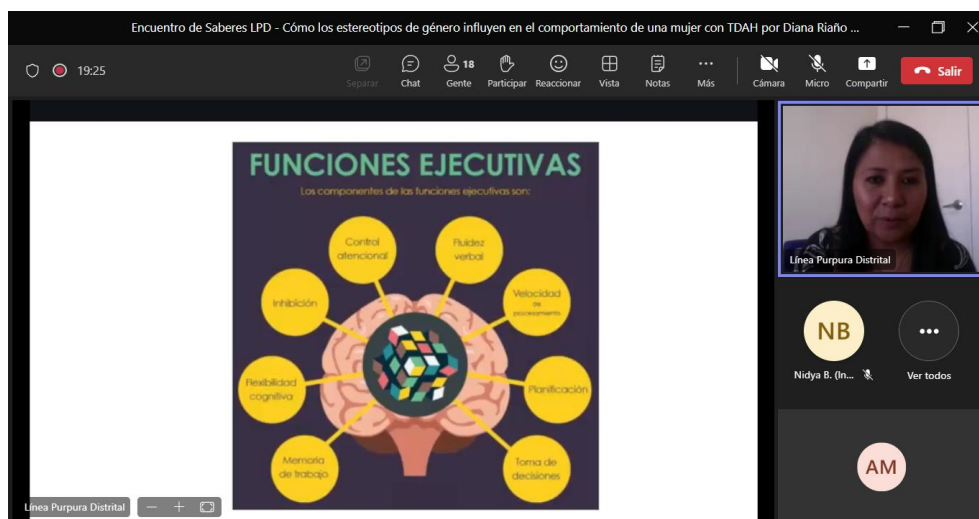 Encuentro de Saberes LPD - Cómo los estereotipos de género influyen en el comportamiento de una mujer con TDAH por Diana Riaño ...
19:25
Separar
Chat
18
Gente
Participar
Reaccionar
Vista
Notas
Más
Cámara
Micro
Compartir
Salir
FUNCIONES EJECUTIVAS
Los componentes de las funciones ejecutivas son:
Control
atencional
Fluidez
verbal
Inhibición
Velocidad
de
procesamiento
Flexibilidad
cognitiva
Planificación
Memoria
de trabajo
Toma de
decisiones
Línea Purpura Distrital
Línea Purpura Distrital
NB
Nidya B. (In...
Ver todos
AM